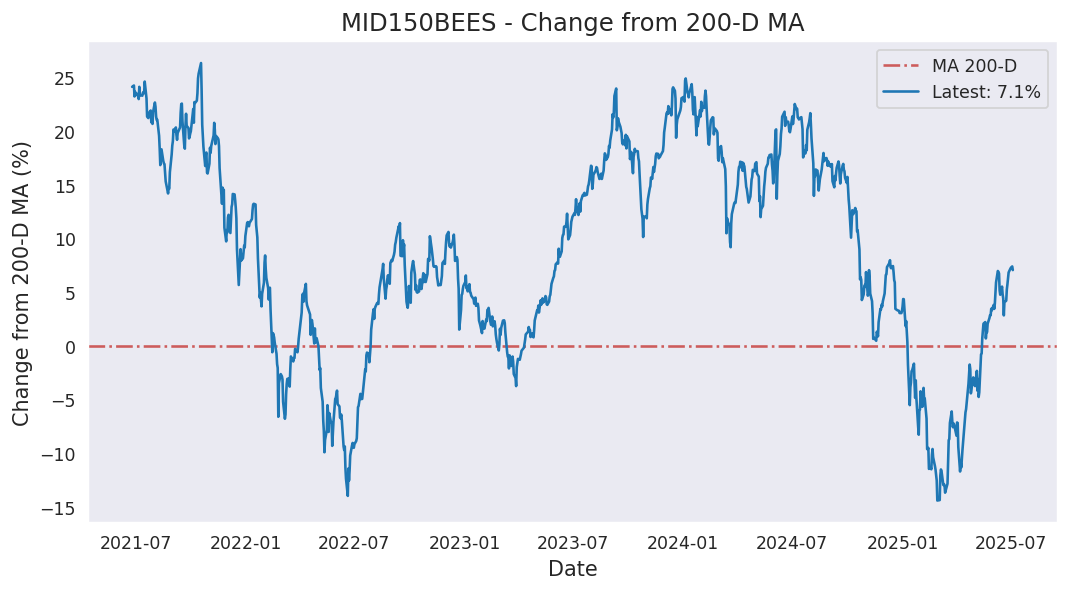 MID150BEES - Change from 200-D MA
MA 200-D
Latest: 7.1%
Change from 200-D MA (%)
25
20
15
10
5
0
−5
−10
−15
2021-07 2022-01 2022-07 2023-01 2023-07 2024-01 2024-07 2025-01 2025-07
Date